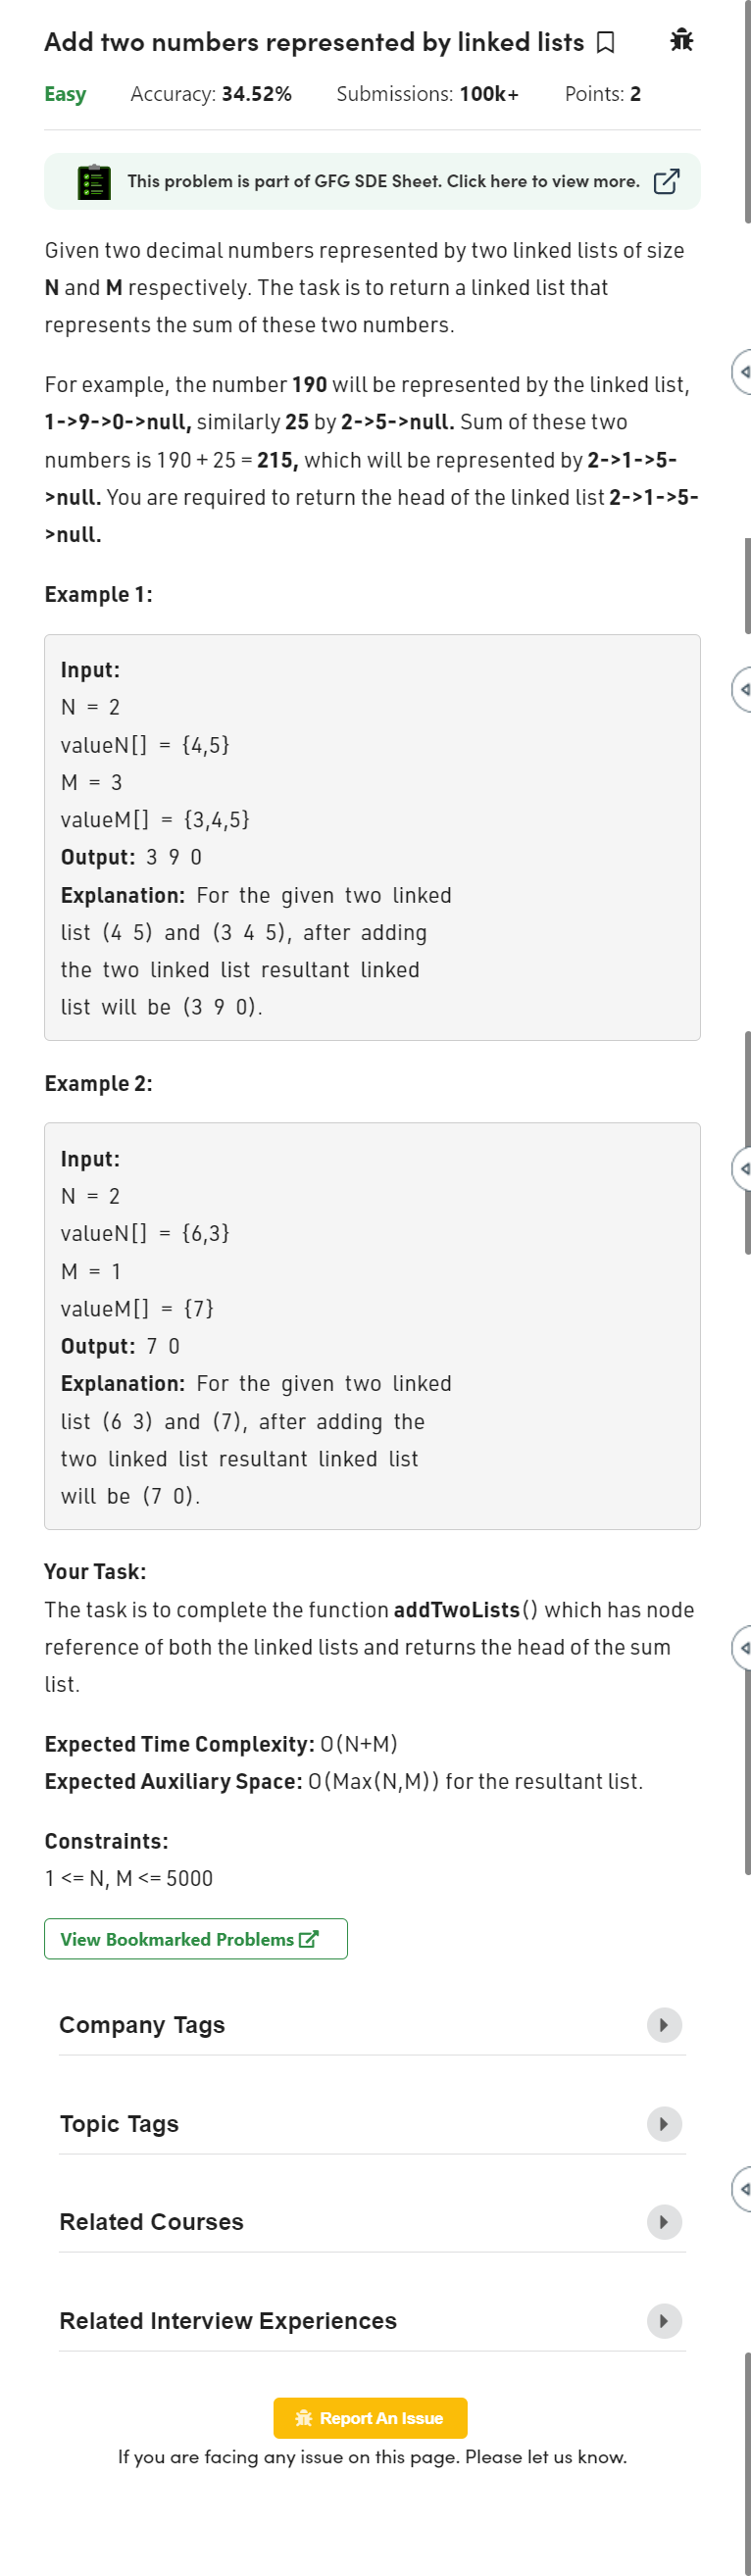 Add two numbers represented by linked lists
Easy Accuracy: 34.52% Submissions: 100k+ Points: 2
This problem is part of GFG SDE Sheet. Click here to view more.
Given two decimal numbers represented by two linked lists of size
N and M respectively. The task is to return a linked list that
represents the sum of these two numbers.
For example, the number 190 will be represented by the linked list,
1->9->0->null, similarly 25 by 2->5->null. Sum of these two
numbers is 190 + 25 = 215, which will be represented by 2->1->5-
>null. You are required to return the head of the linked list 2->1->5-
>null.
Example 1:
Input:
N = 2
valueN[] = {4,5}
M = 3
valueM[] = {3,4,5}
Output: 3 9 0
Explanation: For the given two linked
list (4 5) and (3 4 5), after adding
the two linked list resultant linked
list will be (3 9 0).
Example 2:
Input:
N = 2
valueN[] = {6,3}
M = 1
valueM[] = {7}
Output: 7 0
Explanation: For the given two linked
list (6 3) and (7), after adding the
two linked list resultant linked list
will be (7 0).
Your Task:
The task is to complete the function addTwoLists() which has node
reference of both the linked lists and returns the head of the sum
list.
Expected Time Complexity: O(N+M)
Expected Auxiliary Space: O(Max(N,M)) for the resultant list.
Constraints:
1 <= N, M <= 5000
View Bookmarked Problems
Company Tags
Topic Tags
Related Courses
Related Interview Experiences
Report An Issue
If you are facing any issue on this page. Please let us know.